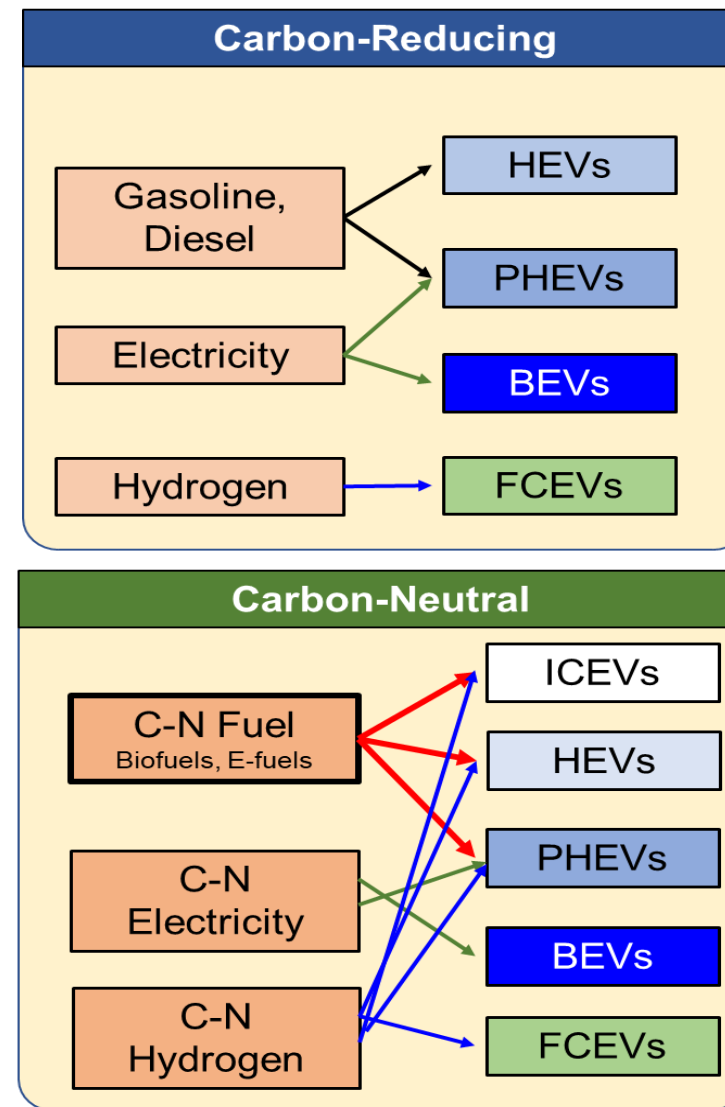 Carbon-Reducing
Gasoline,
Diesel
HEVs
PHEVs
Electricity
BEVs
Hydrogen
FCEVs
Carbon-Neutral
ICEVs
C-N Fuel
Biofuels, E-fuels
HEVs
PHEVs
C-N
Electricity
BEVs
C-N
Hydrogen
FCEVs